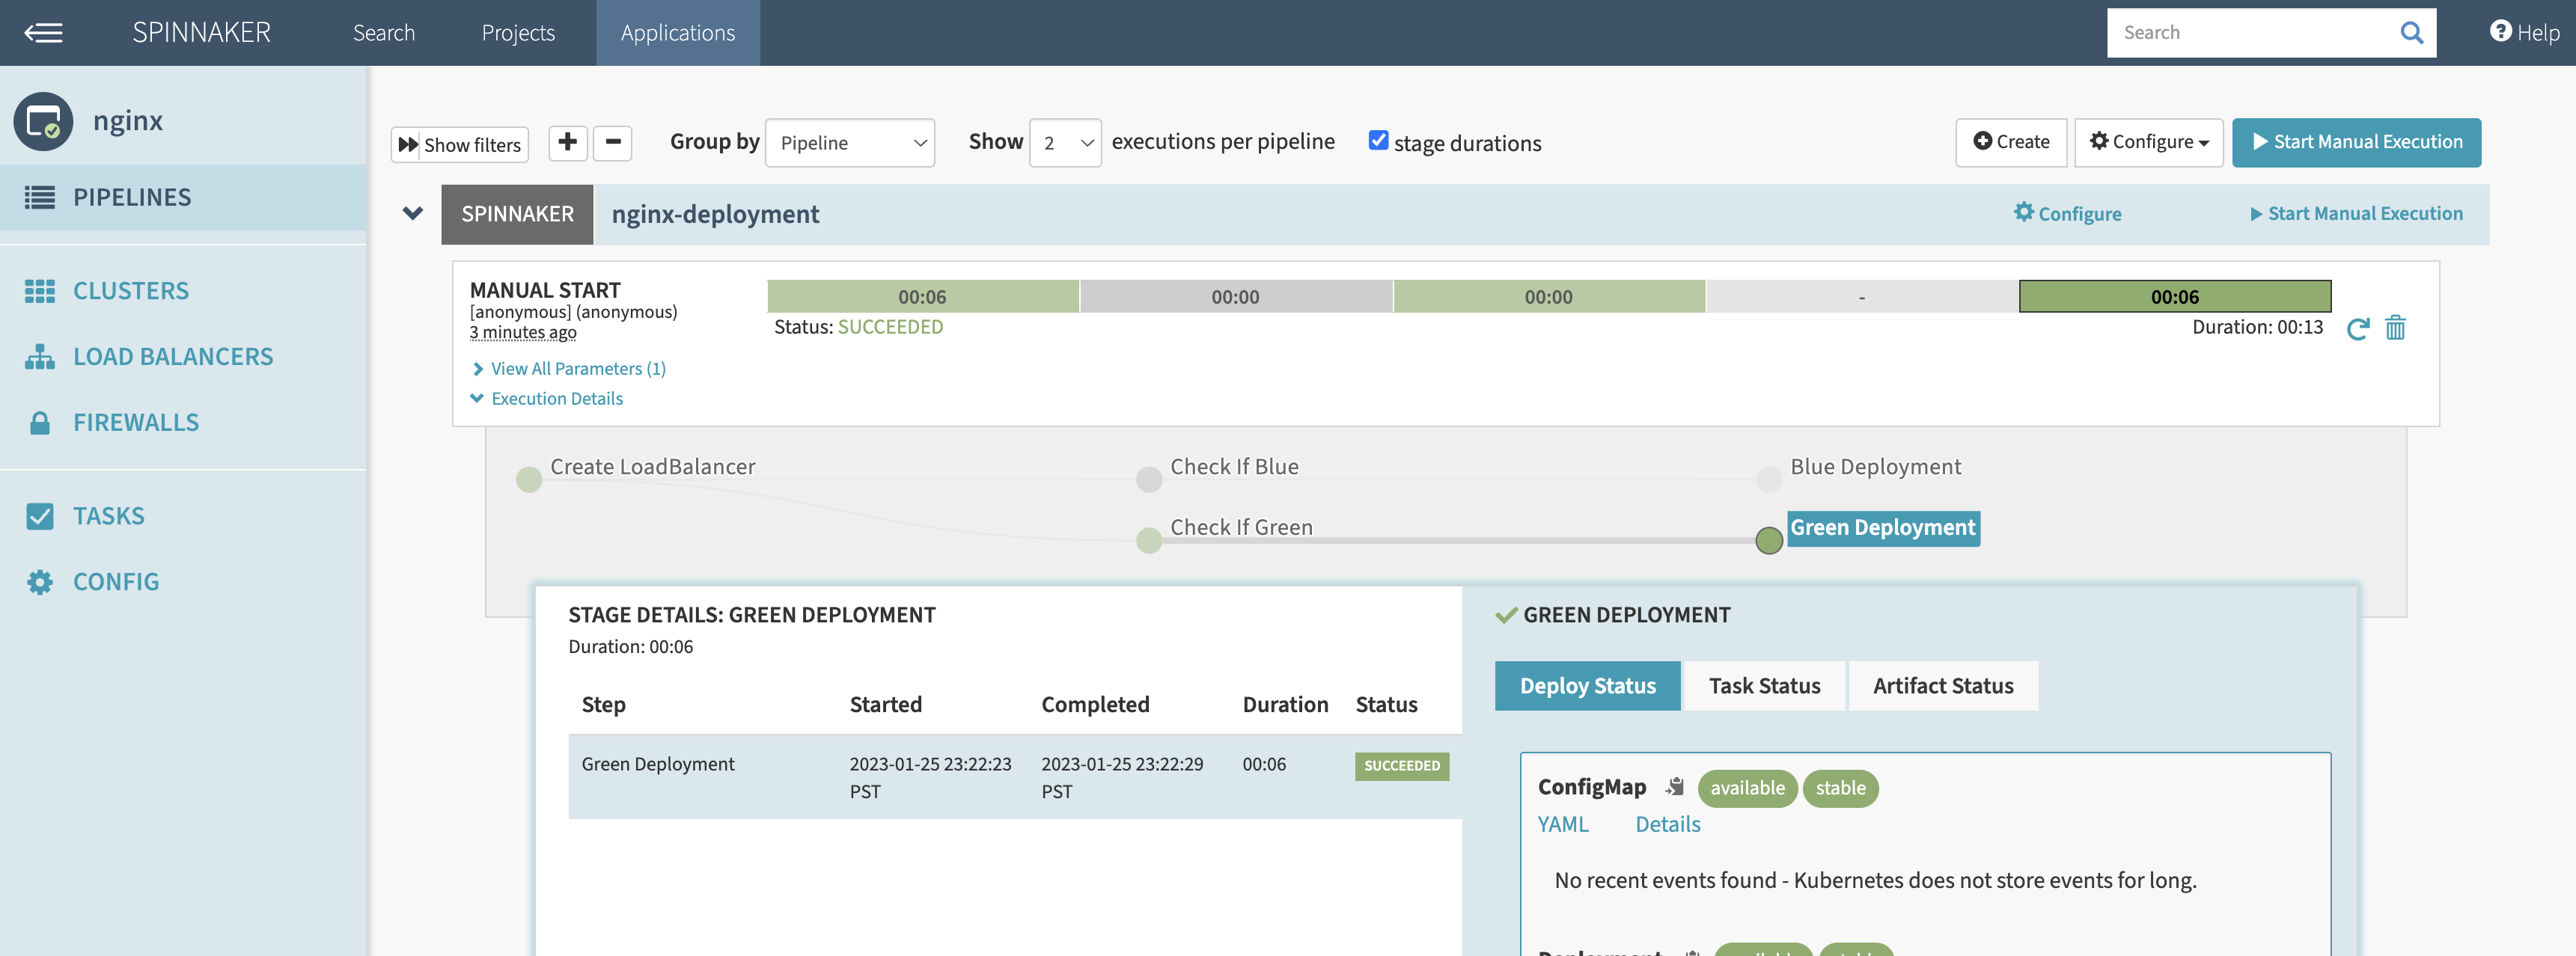 SPINNAKER Search Projects Applications Search Help
nginx
PIPELINES
CLUSTERS
LOAD BALANCERS
FIREWALLS
TASKS
CONFIG
Show filters Group by Pipeline Show 2 executions per pipeline stage durations Create Configure Start Manual Execution
SPINNAKER nginx-deployment Configure Start Manual Execution
MANUAL START 00:06 00:00 00:00 - 00:06
[anonymous] (anonymous)
3 minutes ago Status: SUCCEEDED Duration: 00:13
View All Parameters (1)
Execution Details
Create LoadBalancer Check If Blue Blue Deployment
Check If Green Green Deployment
STAGE DETAILS: GREEN DEPLOYMENT
Duration: 00:06
Step Started Completed Duration Status
Green Deployment 2023-01-25 23:22:23 2023-01-25 23:22:29 00:06 SUCCEEDED
PST PST
GREEN DEPLOYMENT
Deploy Status Task Status Artifact Status
ConfigMap available stable
YAML Details
No recent events found - Kubernetes does not store events for long.